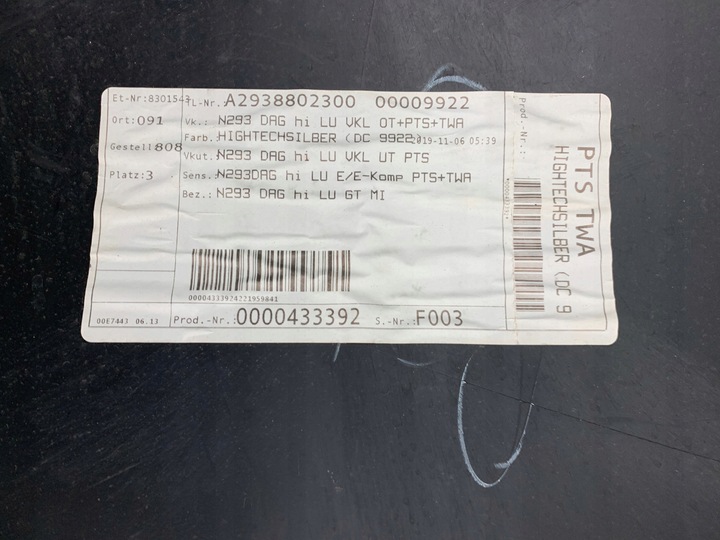 Et-Nr:8301543
TL-Nr.:A2938802300 00009922
Ort:091
Vk.: N293 DAG hi LU VKL OT+PTS+TWA
Farb.:HIGHTECHSILBER (DC 9922 2019-11-06 05:39
Gestell 808
Vkut.:N293 DAG hi LU VKL UT PTS
Platz:3
Sens.:N293DAG hi LU E/E-Komp PTS+TWA
Bez.:N293 DAG hi LU GT MI
00004333924221959841
00E7443 06.13
Prod.-Nr.:0000433392 S.-Nr.:F003
PTS TWA
HIGHTECHSILBER (DC 9
Prod.-Nr.: